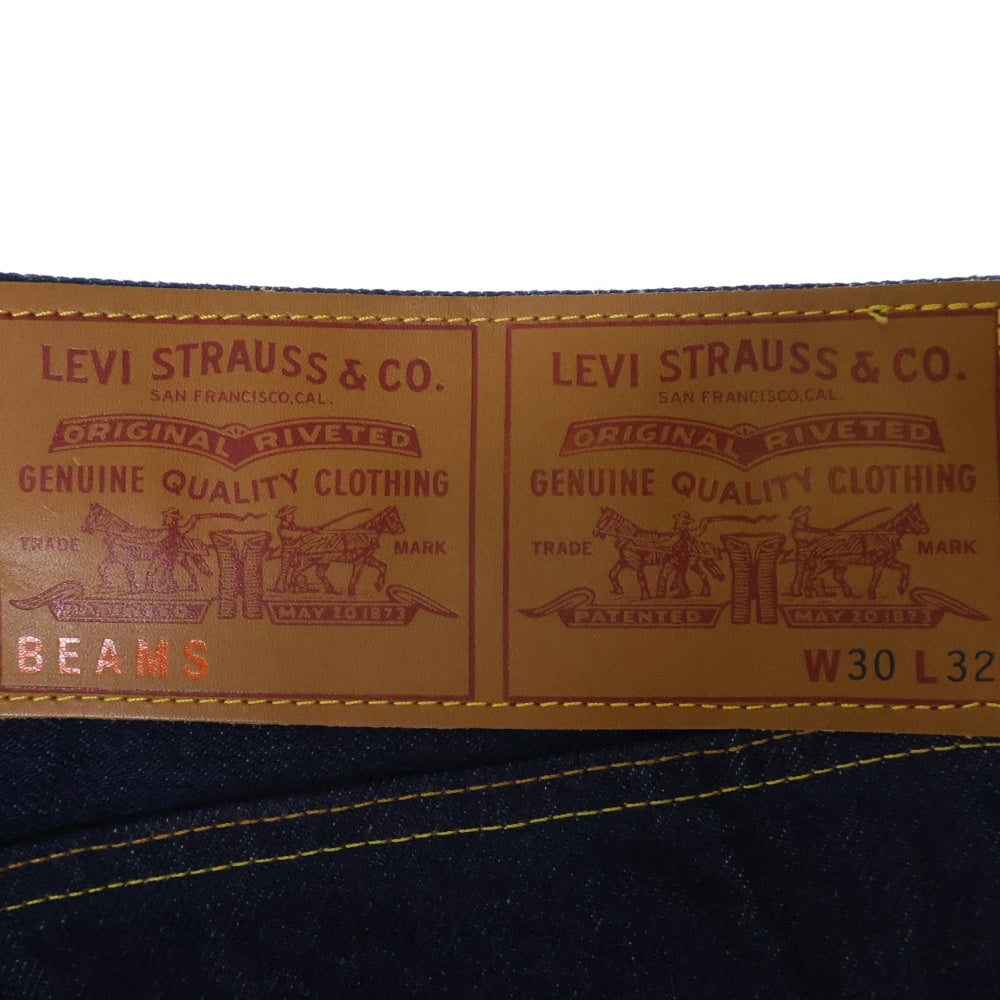 LEVI STRAUSS & CO.
SAN FRANCISCO, CAL.
ORIGINAL RIVETED
GENUINE QUALITY CLOTHING
TRADE MARK
PATENTED MAY 20 1873
BEAMS
LEVI STRAUSS & CO.
SAN FRANCISCO, CAL.
ORIGINAL RIVETED
GENUINE QUALITY CLOTHING
TRADE MARK
PATENTED MAY 20 1873
W30 L32